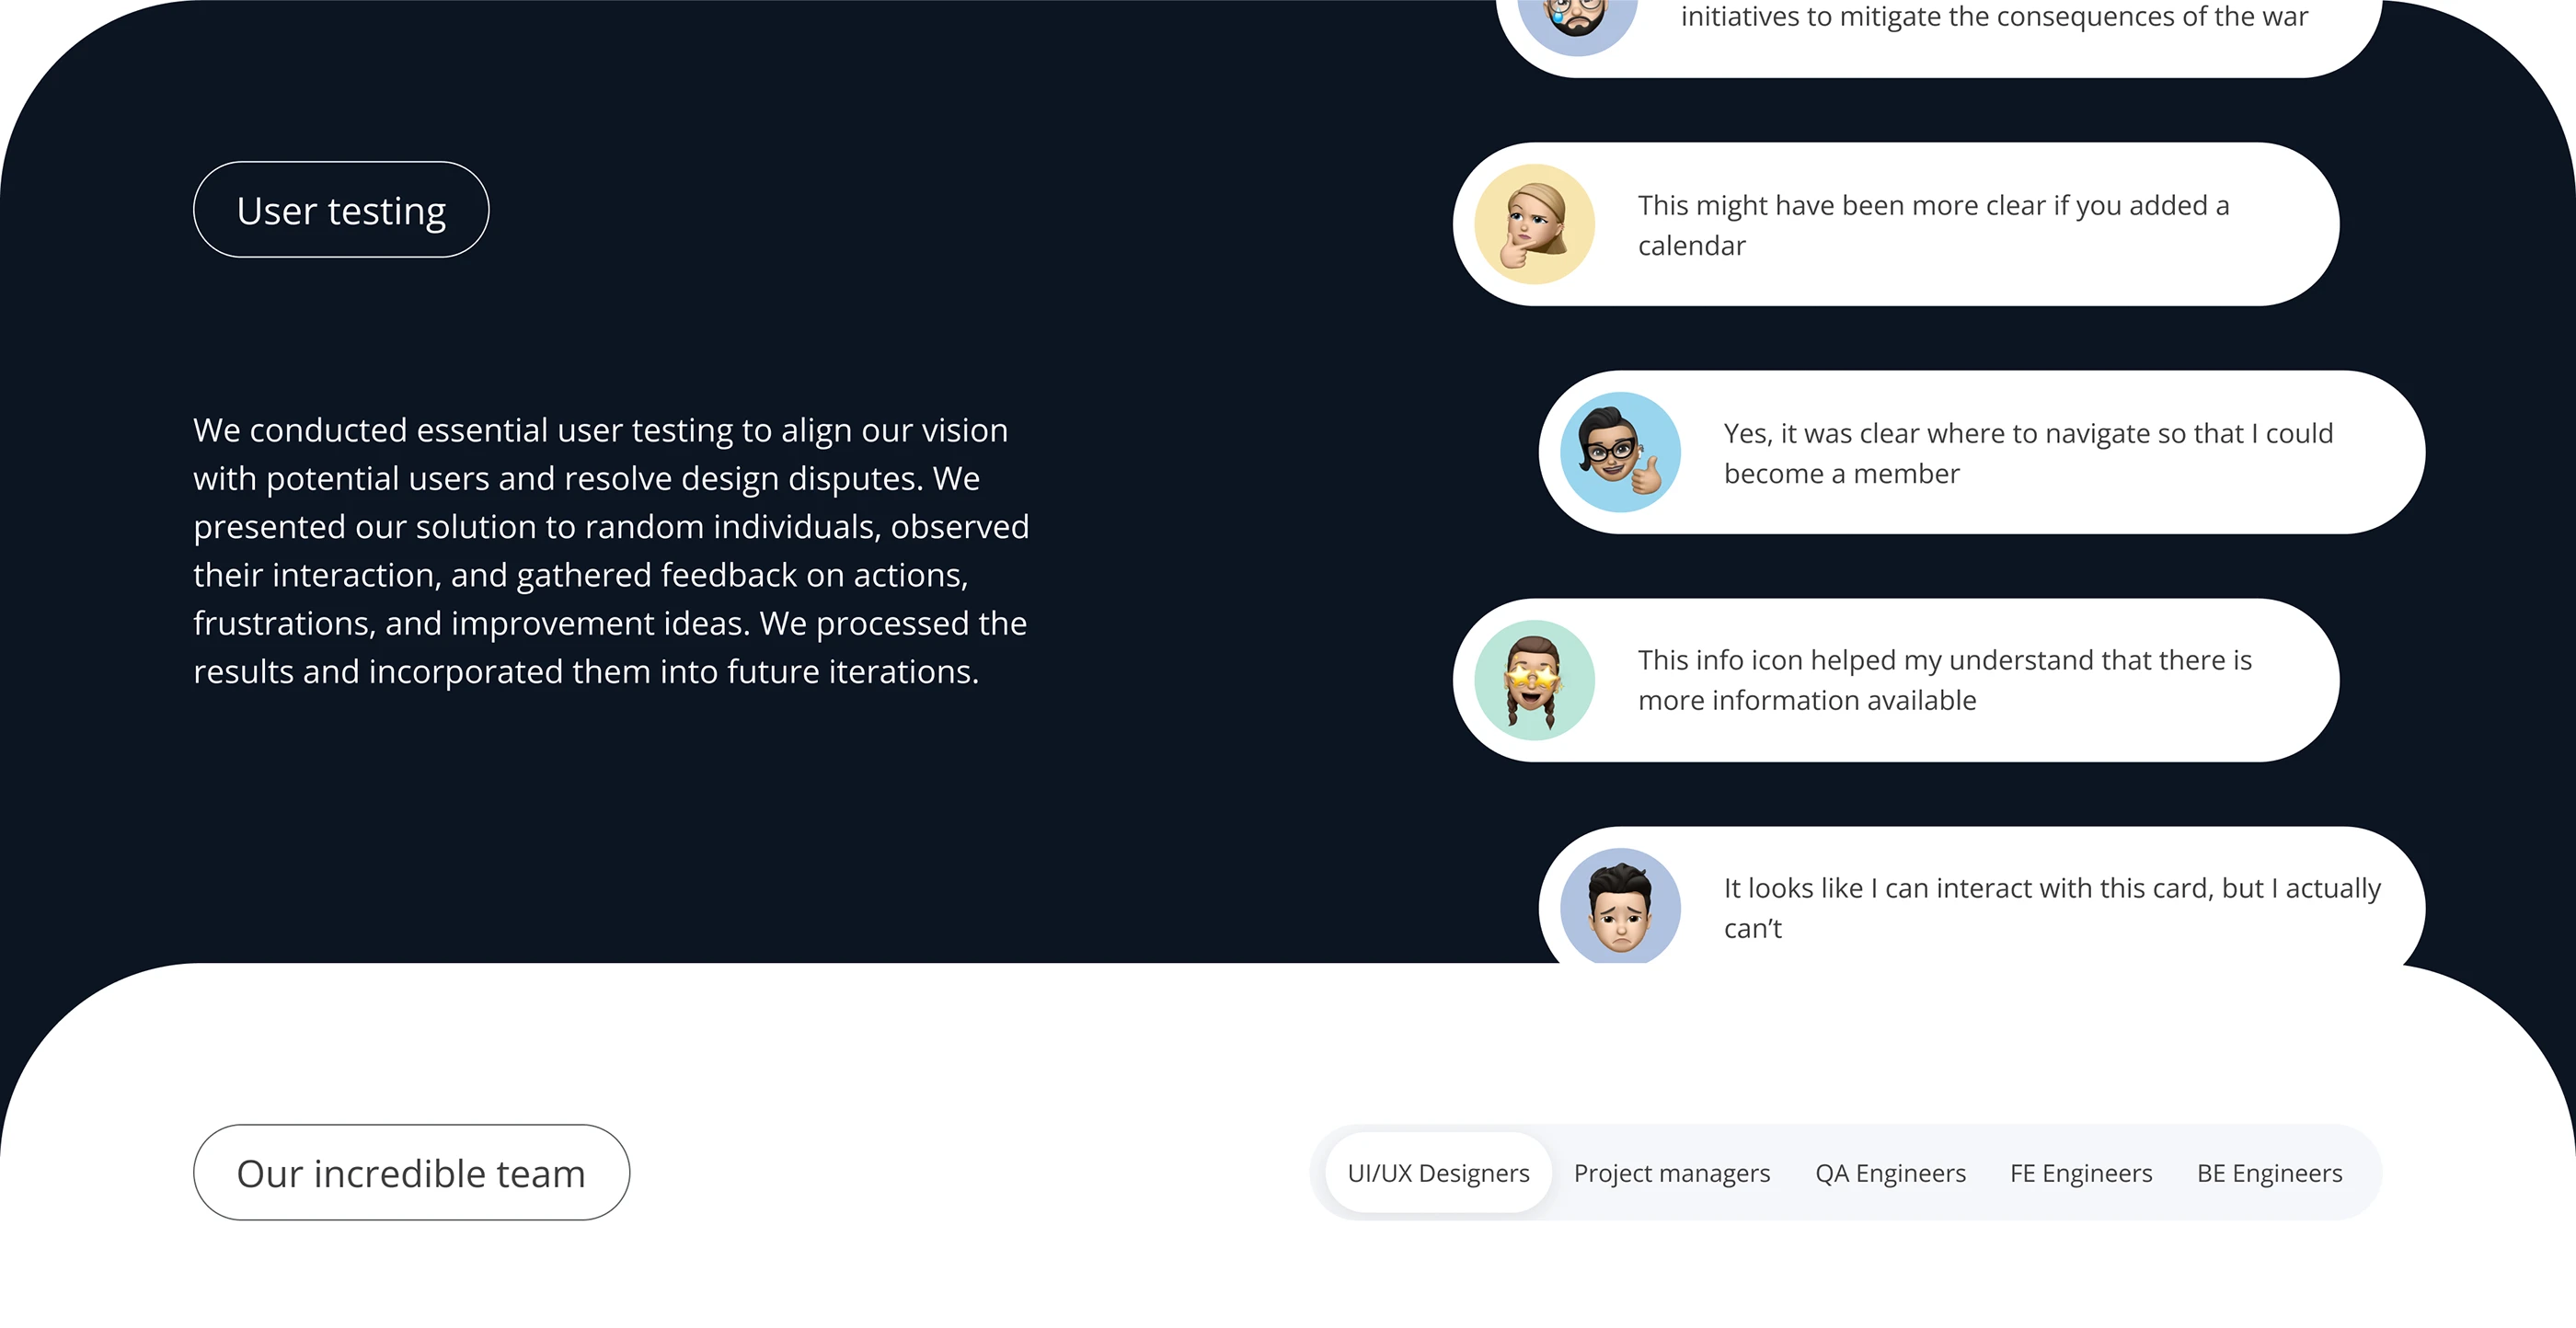 initiatives to mitigate the consequences of the war
User testing
This might have been more clear if you added a
calendar
We conducted essential user testing to align our vision
with potential users and resolve design disputes. We
presented our solution to random individuals, observed
their interaction, and gathered feedback on actions,
frustrations, and improvement ideas. We processed the
results and incorporated them into future iterations.
Yes, it was clear where to navigate so that I could
become a member
This info icon helped my understand that there is
more information available
It looks like I can interact with this card, but I actually
can’t
Our incredible team
UI/UX Designers
Project managers
QA Engineers
FE Engineers
BE Engineers